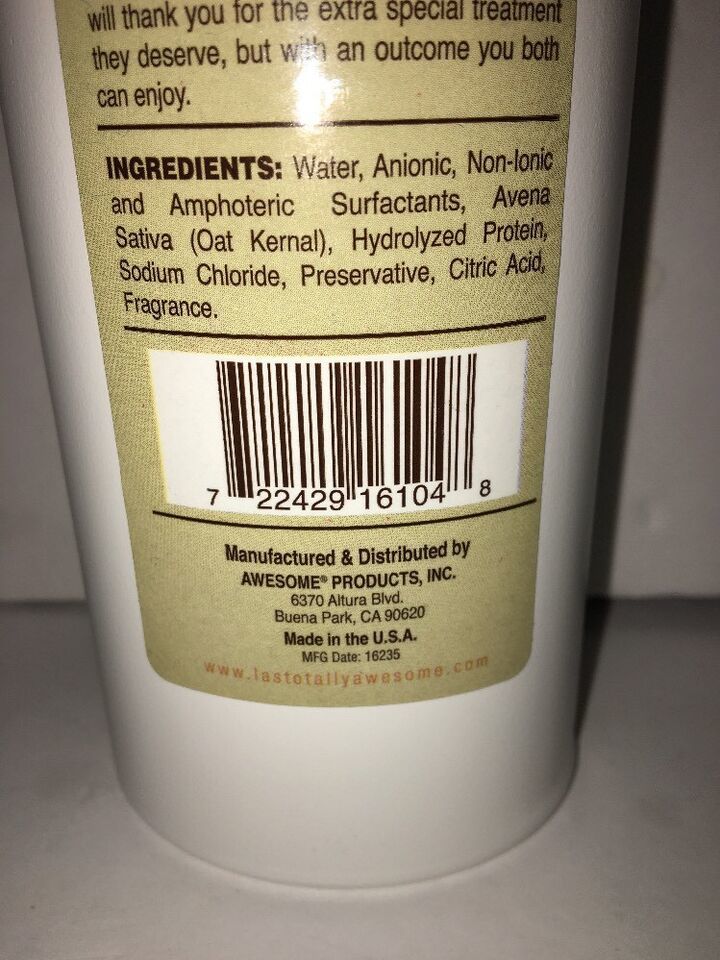 will thank you for the extra special treatment
they deserve, but with an outcome you both
can enjoy.
INGREDIENTS: Water, Anionic, Non-Ionic
and Amphoteric Surfactants, Avena
Sativa (Oat Kernal), Hydrolyzed Protein,
Sodium Chloride, Preservative, Citric Acid,
Fragrance.
7 22429 16104 8
Manufactured & Distributed by
AWESOME® PRODUCTS, INC.
6370 Altura Blvd.
Buena Park, CA 90620
Made in the U.S.A.
MFG Date: 16235
www.lastotallyawesome.com